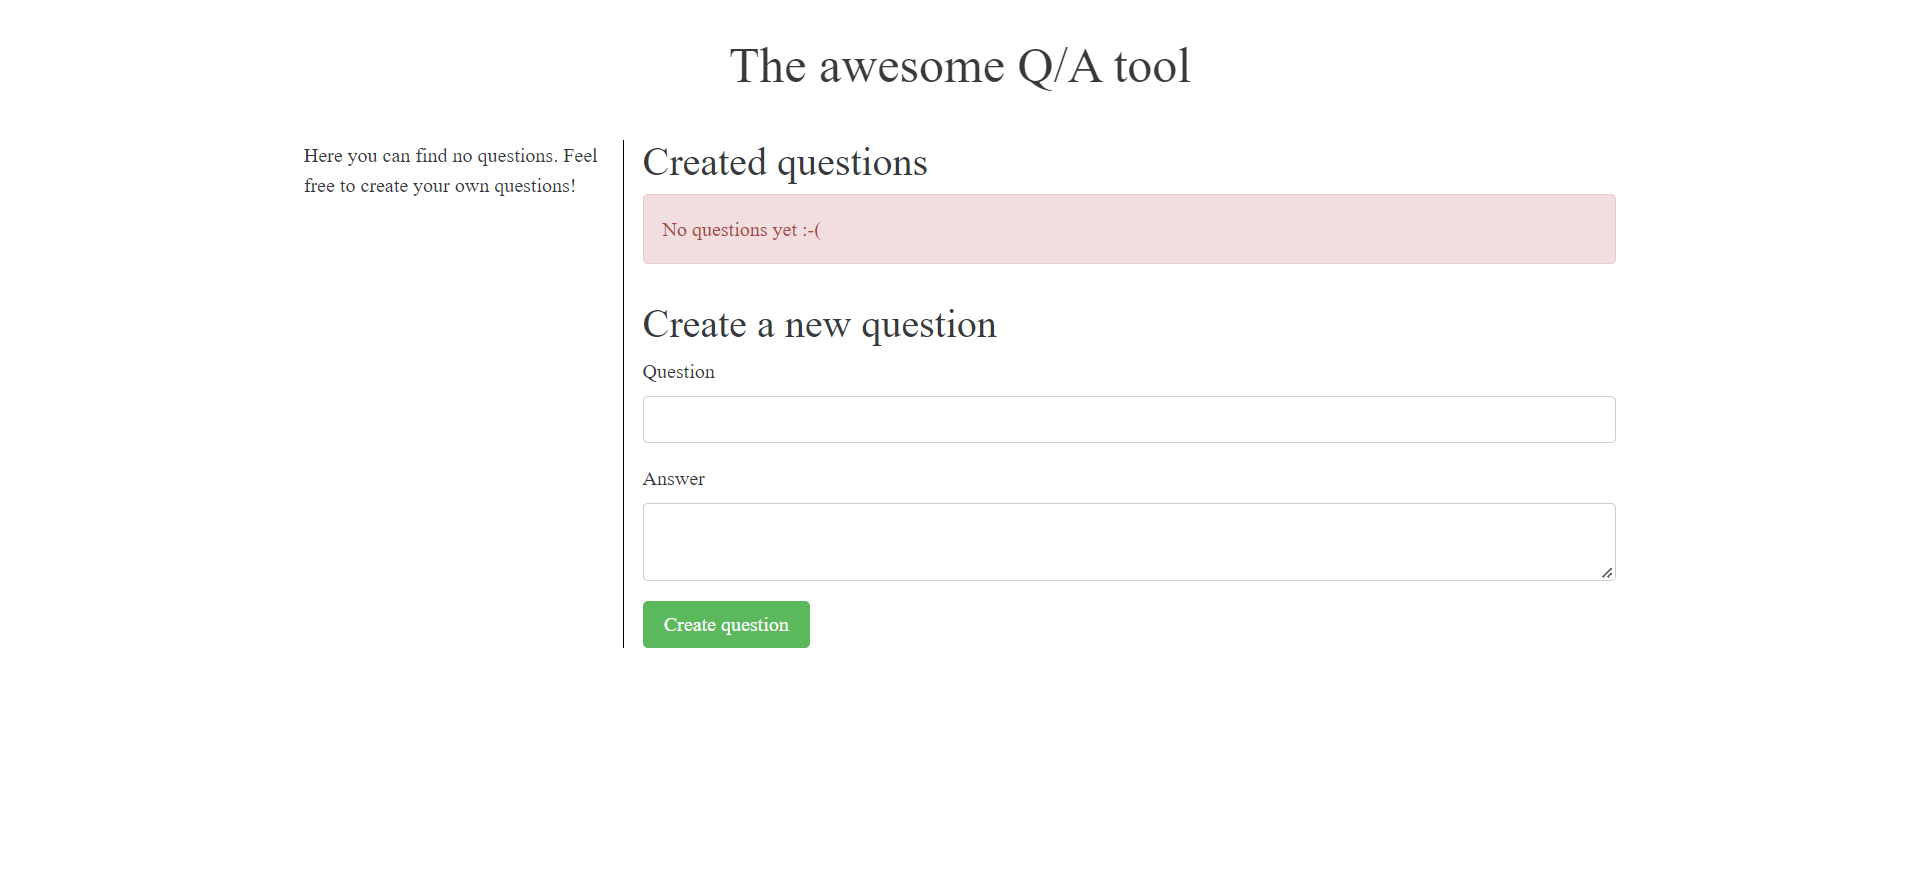 The awesome Q/A tool
Here you can find no questions. Feel
free to create your own questions!
Created questions
No questions yet :-(
Create a new question
Question
Answer
Create question